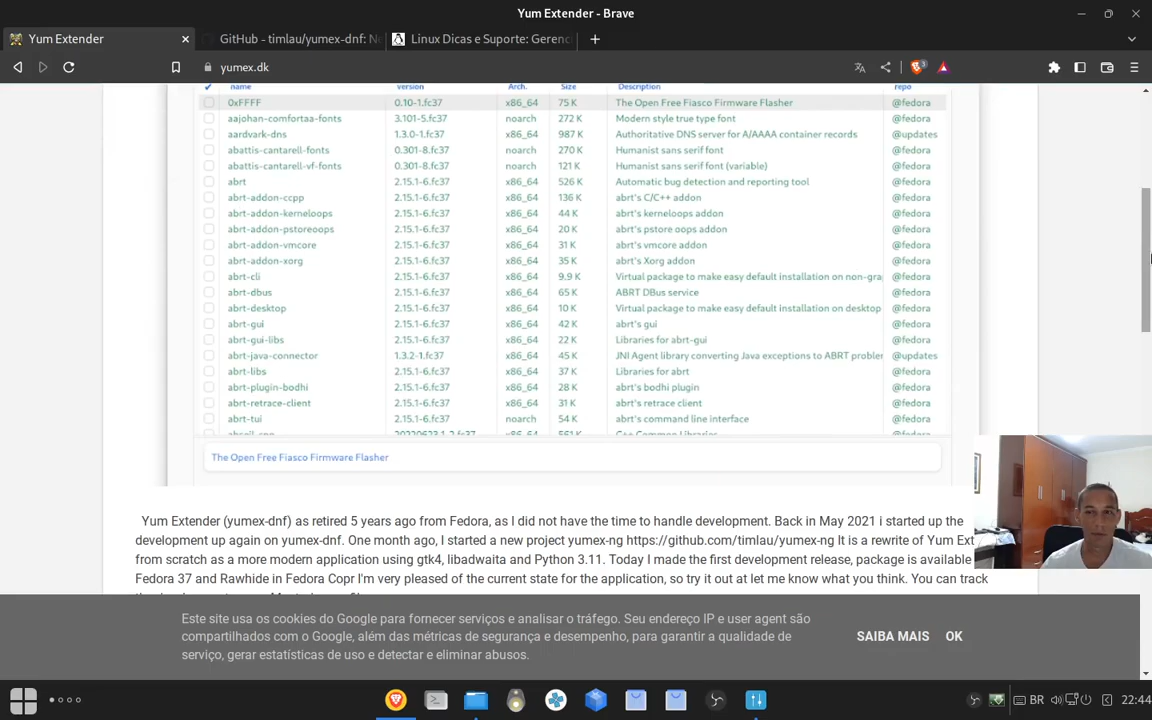 Yum Extender - Brave
Yum Extender
GitHub - timlau/yumex-dnf: Ne
Linux Dicas e Suporte: Gerenc
yumex.dk
3
name version Arch. Size Description repo
0xFFFF 0.10-1.fc37 x86_64 75 K The Open Free Fiasco Firmware Flasher @fedora
aajohan-comfortaa-fonts 3.101-5.fc37 noarch 272 K Modern style true type font @fedora
aardvark-dns 1.3.0-1.fc37 x86_64 987 K Authoritative DNS server for A/AAAA container records @updates
abattis-cantarell-fonts 0.301-8.fc37 noarch 270 K Humanist sans serif font @fedora
abattis-cantarell-vf-fonts 0.301-8.fc37 noarch 121 K Humanist sans serif font (variable) @fedora
abrt 2.15.1-6.fc37 x86_64 526 K Automatic bug detection and reporting tool @fedora
abrt-addon-ccpp 2.15.1-6.fc37 x86_64 136 K abrt's C/C++ addon @fedora
abrt-addon-kerneloops 2.15.1-6.fc37 x86_64 44 K abrt's kerneloops addon @fedora
abrt-addon-pstoreoops 2.15.1-6.fc37 x86_64 20 K abrt's pstore oops addon @fedora
abrt-addon-vmcore 2.15.1-6.fc37 x86_64 31 K abrt's vmcore addon @fedora
abrt-addon-xorg 2.15.1-6.fc37 x86_64 35 K abrt's Xorg addon @fedora
abrt-cli 2.15.1-6.fc37 x86_64 9.9 K Virtual package to make easy default installation on non-gra @fedora
abrt-dbus 2.15.1-6.fc37 x86_64 65 K ABRT DBus service @fedora
abrt-desktop 2.15.1-6.fc37 x86_64 10 K Virtual package to make easy default installation on desktop @fedora
abrt-gui 2.15.1-6.fc37 x86_64 42 K abrt's gui @fedora
abrt-gui-libs 2.15.1-6.fc37 x86_64 22 K Libraries for abrt-gui @fedora
abrt-java-connector 1.3.2-1.fc37 x86_64 45 K JNI Agent library converting Java exceptions to ABRT probler @updates
abrt-libs 2.15.1-6.fc37 x86_64 37 K Libraries for abrt @fedora
abrt-plugin-bodhi 2.15.1-6.fc37 x86_64 28 K abrt's bodhi plugin @fedora
abrt-retrace-client 2.15.1-6.fc37 x86_64 31 K abrt's retrace client @fedora
abrt-tui 2.15.1-6.fc37 noarch 54 K abrt's command line interface @fedora
abseil-cpp 20220623.1-2.fc37 x86_64 561 K C++ Common Libraries @fedora
The Open Free Fiasco Firmware Flasher
Yum Extender (yumex-dnf) as retired 5 years ago from Fedora, as I did not have the time to handle development. Back in May 2021 i started up the
development up again on yumex-dnf. One month ago, I started a new project yumex-ng https://github.com/timlau/yumex-ng It is a rewrite of Yum Ext
from scratch as a more modern application using gtk4, libadwaita and Python 3.11. Today I made the first development release, package is available
Fedora 37 and Rawhide in Fedora Copr I'm very pleased of the current state for the application, so try it out at let me know what you think. You can track
Este site usa os cookies do Google para fornecer serviços e analisar o tráfego. Seu endereço IP e user agent são
compartilhados com o Google, além das métricas de segurança e desempenho, para garantir a qualidade de
serviço, gerar estatísticas de uso e detectar e eliminar abusos.
SAIBA MAIS OK
BR
22:44